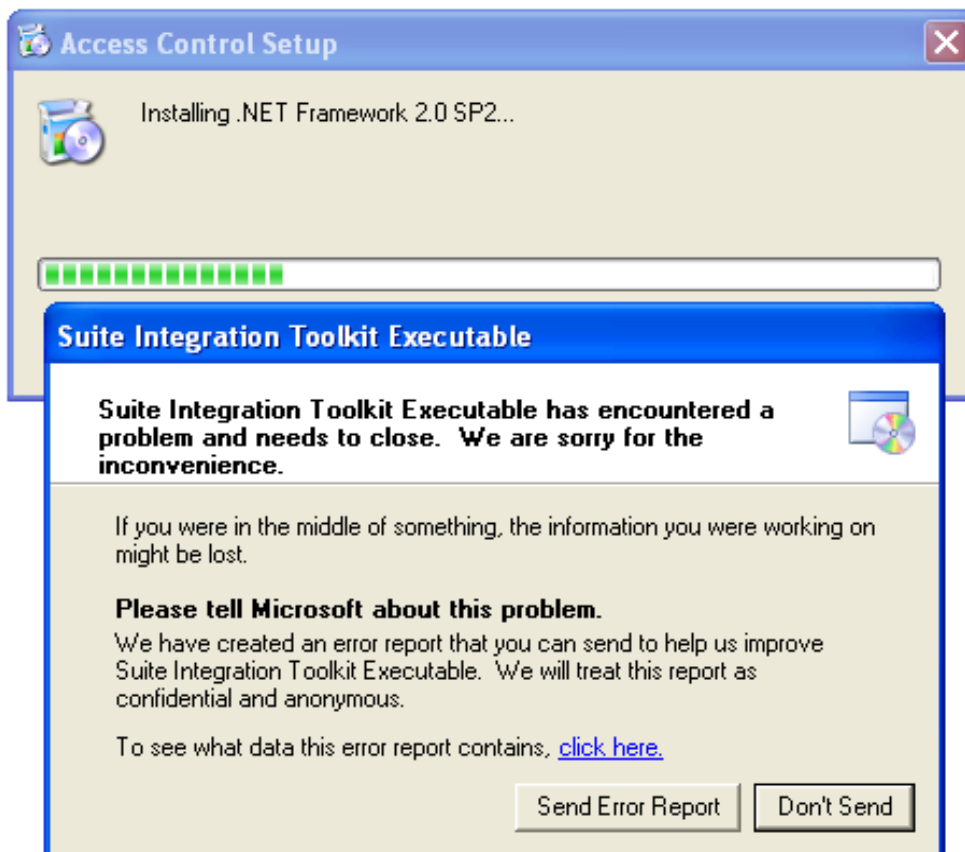 Access Control Setup
Installing .NET Framework 2.0 SP2...
Suite Integration Toolkit Executable
Suite Integration Toolkit Executable has encountered a
problem and needs to close.  We are sorry for the
inconvenience.
If you were in the middle of something, the information you were working on
might be lost.
Please tell Microsoft about this problem.
We have created an error report that you can send to help us improve
Suite Integration Toolkit Executable.  We will treat this report as
confidential and anonymous.
To see what data this error report contains, click here.
Send Error Report
Don't Send